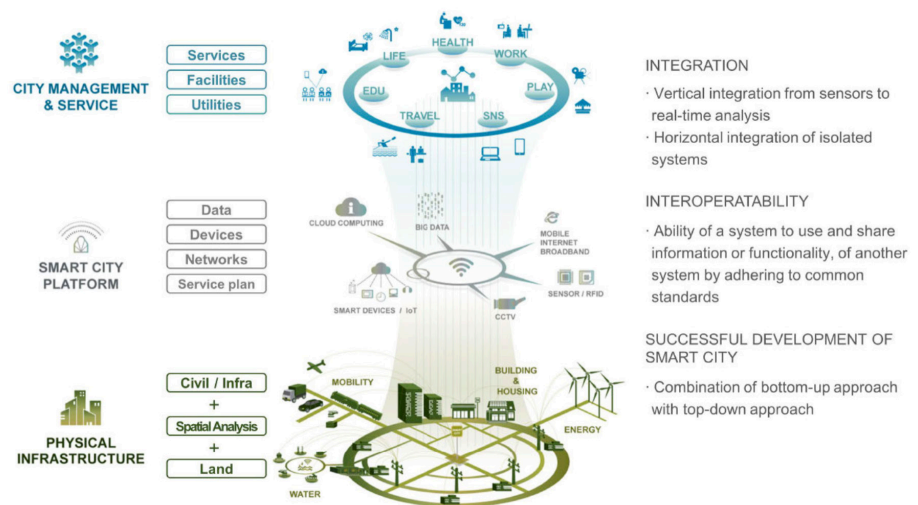 CITY MANAGEMENT
& SERVICE
Services
Facilities
Utilities
HEALTH
LIFE
WORK
EDU
PLAY
TRAVEL
SNS
SMART CITY
PLATFORM
Data
Devices
Networks
Service plan
CLOUD COMPUTING
BIG DATA
MOBILE
INTERNET
BROADBAND
SENSOR / RFID
CCTV
SMART DEVICES / IoT
PHYSICAL
INFRASTRUCTURE
Civil / Infra
+
Spatial Analysis
+
Land
MOBILITY
BUILDING
&
HOUSING
ENERGY
WATER
INTEGRATION
· Vertical integration from sensors to
real-time analysis
· Horizontal integration of isolated
systems
INTEROPERATABILITY
· Ability of a system to use and share
information or functionality, of another
system by adhering to common
standards
SUCCESSFUL DEVELOPMENT OF
SMART CITY
· Combination of bottom-up approach
with top-down approach